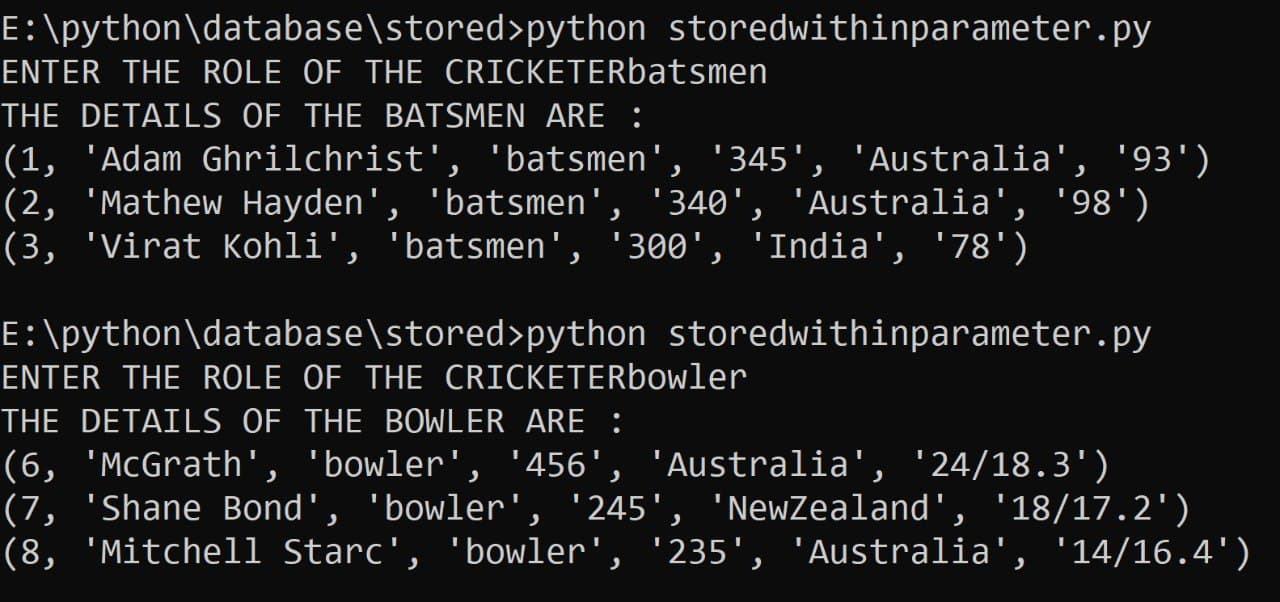 E:\python\database\stored>python storedwithinparameter.py
ENTER THE ROLE OF THE CRICKETERbatsmen
THE DETAILS OF THE BATSMEN ARE :
(1, 'Adam Ghrilchrist', 'batsmen', '345', 'Australia', '93')
(2, 'Mathew Hayden', 'batsmen', '340', 'Australia', '98')
(3, 'Virat Kohli', 'batsmen', '300', 'India', '78')
E:\python\database\stored>python storedwithinparameter.py
ENTER THE ROLE OF THE CRICKETERbowler
THE DETAILS OF THE BOWLER ARE :
(6, 'McGrath', 'bowler', '456', 'Australia', '24/18.3')
(7, 'Shane Bond', 'bowler', '245', 'NewZealand', '18/17.2')
(8, 'Mitchell Starc', 'bowler', '235', 'Australia', '14/16.4')